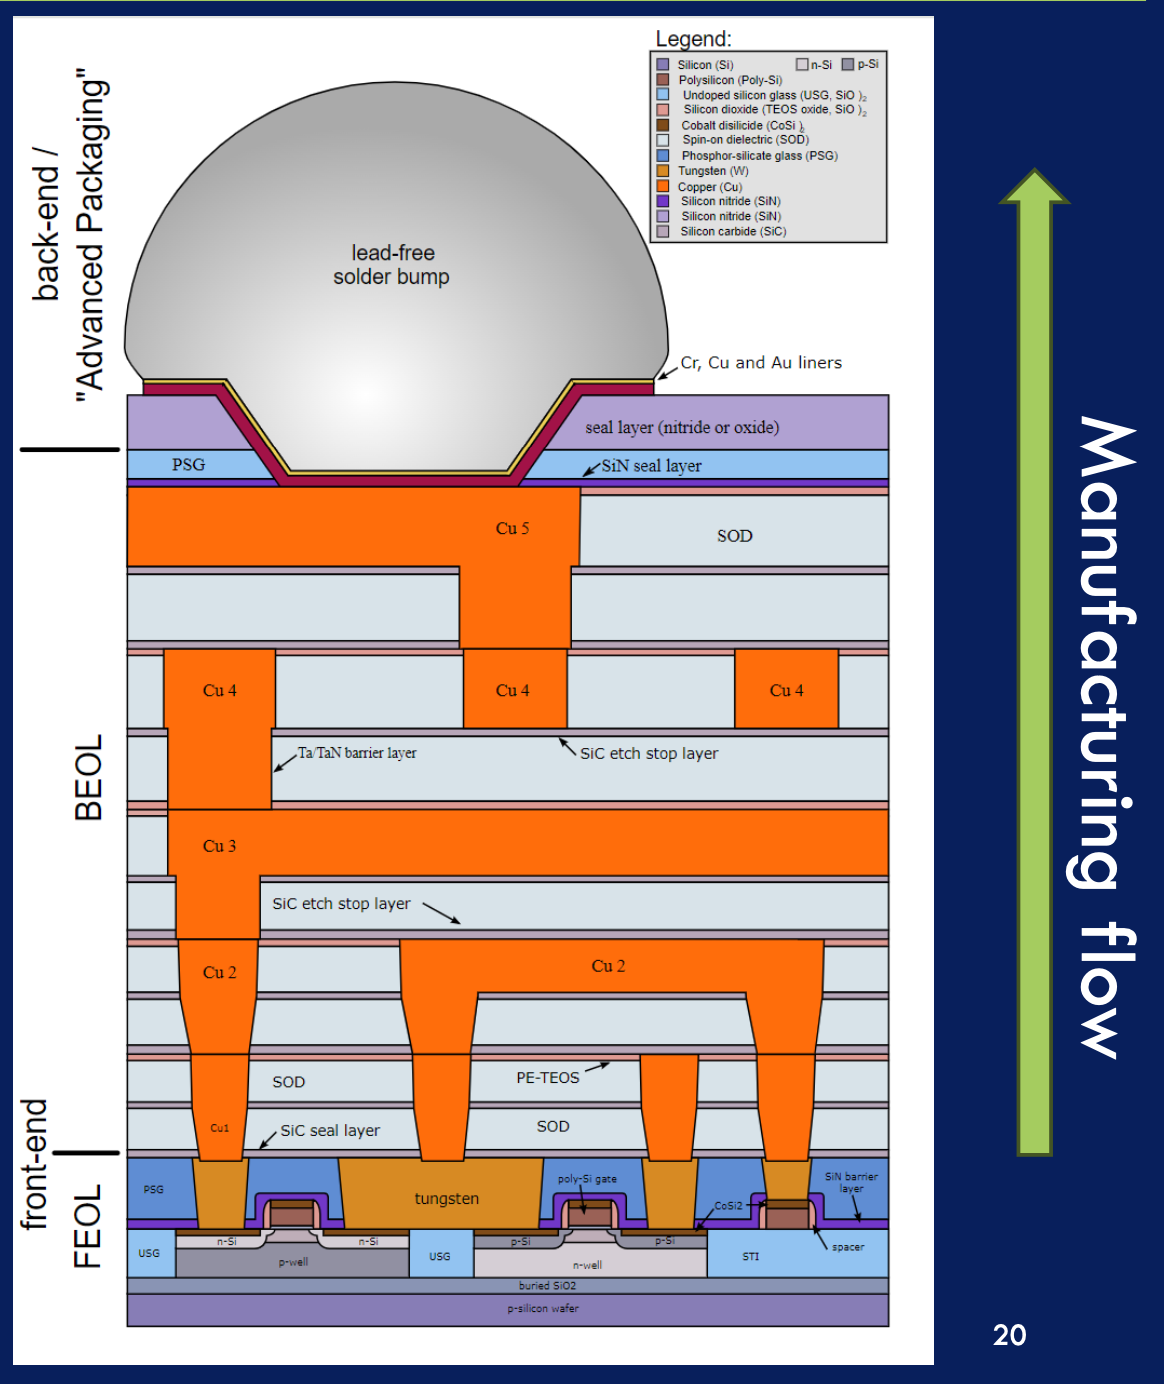 Legend:
Silicon (Si)
n-Si
p-Si
Polysilicon (Poly-Si)
Undoped silicon glass (USG, SiO )2
Silicon dioxide (TEOS oxide, SiO )2
Cobalt disilicide (CoSi )2
Spin-on dielectric (SOD)
Phosphor-silicate glass (PSG)
Tungsten (W)
Copper (Cu)
Silicon nitride (SiN)
Silicon nitride (SiN)
Silicon carbide (SiC)
back-end /
"Advanced Packaging"
lead-free
solder bump
Cr, Cu and Au liners
seal layer (nitride or oxide)
PSG
SiN seal layer
Cu 5
SOD
Cu 4
Cu 4
Cu 4
Ta/TaN barrier layer
SiC etch stop layer
BEOL
Cu 3
SiC etch stop layer
Cu 2
Cu 2
SOD
PE-TEOS
Cu1
SiC seal layer
SOD
front-end
FEOL
PSG
tungsten
poly-Si gate
CoSi2
SiN barrier
layer
spacer
USG
n-Si
n-Si
p-well
USG
p-Si
p-Si
n-well
STI
buried SiO2
p-silicon wafer
Manufacturing flow
20